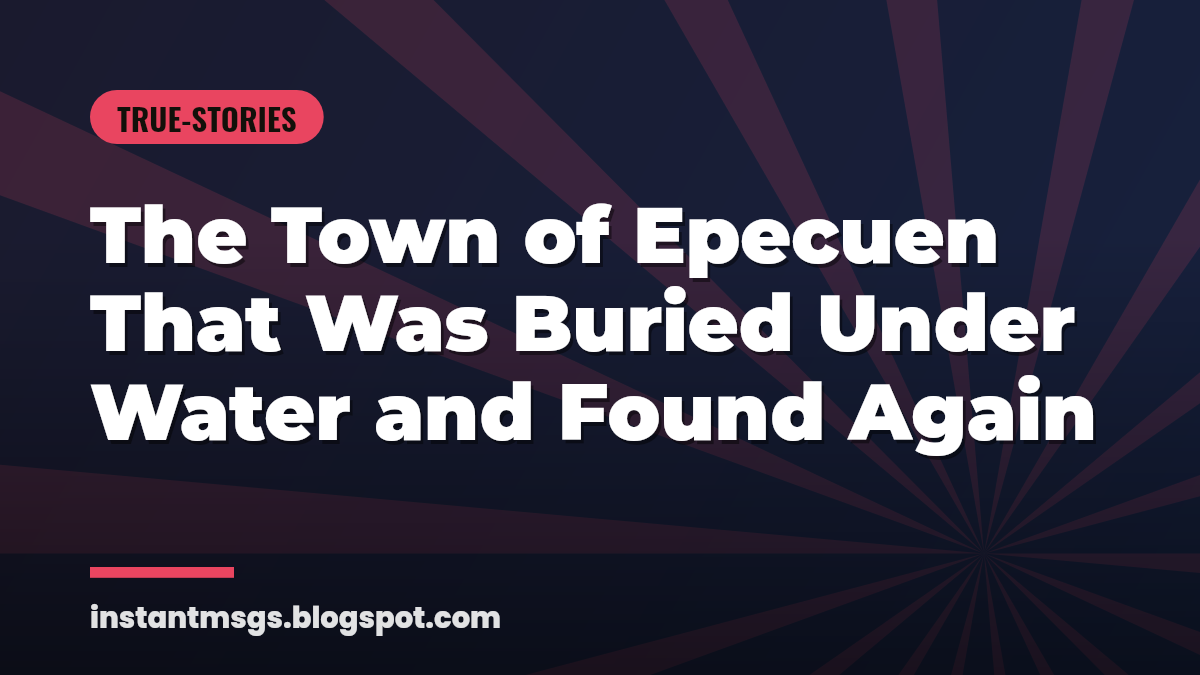 TRUE-STORIES
The Town of Epecuen
That Was Buried Under
Water and Found Again
instantmsgs.blogspot.com